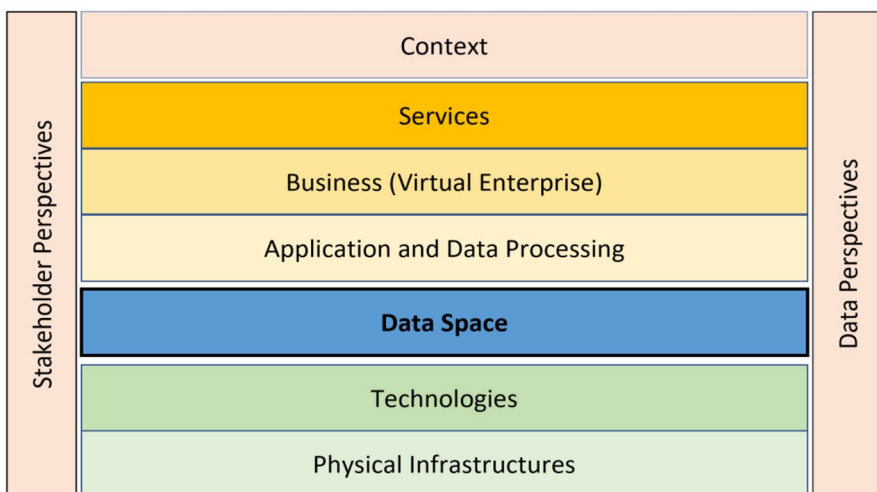 Stakeholder Perspectives
Context
Services
Business (Virtual Enterprise)
Application and Data Processing
Data Space
Technologies
Physical Infrastructures
Data Perspectives